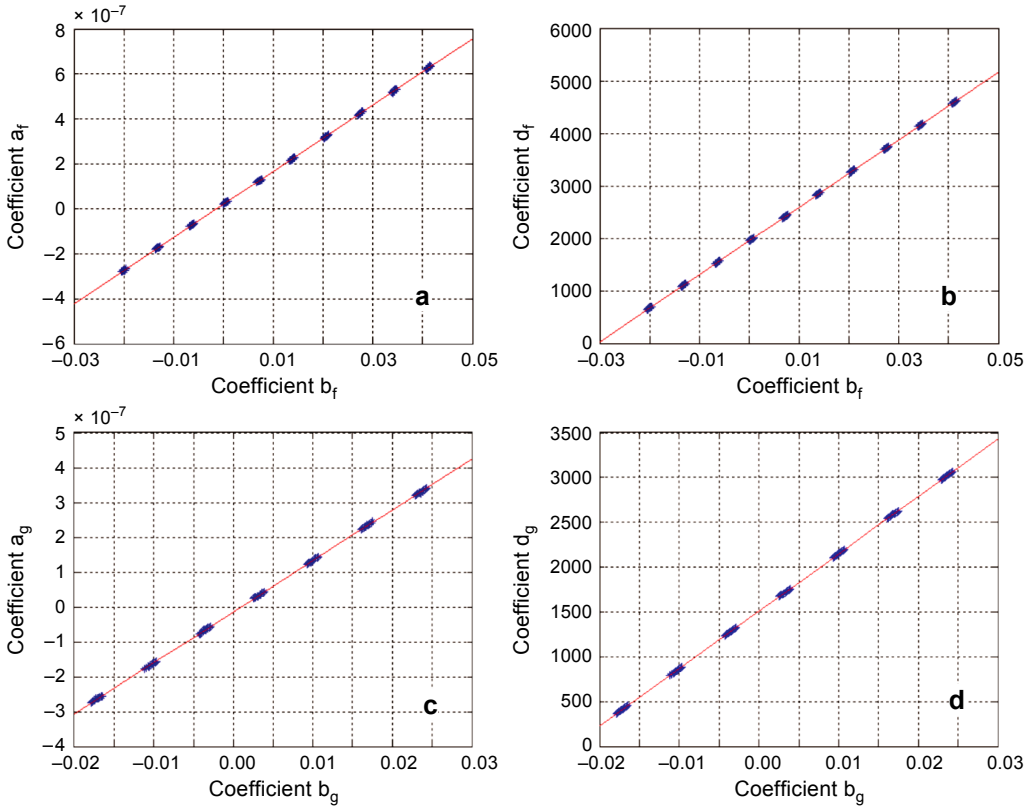 × 10⁻⁷
8
6
4
2
0
−2
−4
−6
Coefficient a_f
−0.03 −0.01 0.01 0.03 0.05
Coefficient b_f
a
6000
5000
4000
3000
2000
1000
0
Coefficient d_f
−0.03 −0.01 0.01 0.03 0.05
Coefficient b_f
b
× 10⁻⁷
5
4
3
2
1
0
−1
−2
−3
−4
Coefficient a_g
−0.02 −0.01 0.00 0.01 0.02 0.03
Coefficient b_g
c
3500
3000
2500
2000
1500
1000
500
0
Coefficient d_g
−0.02 −0.01 0.00 0.01 0.02 0.03
Coefficient b_g
d